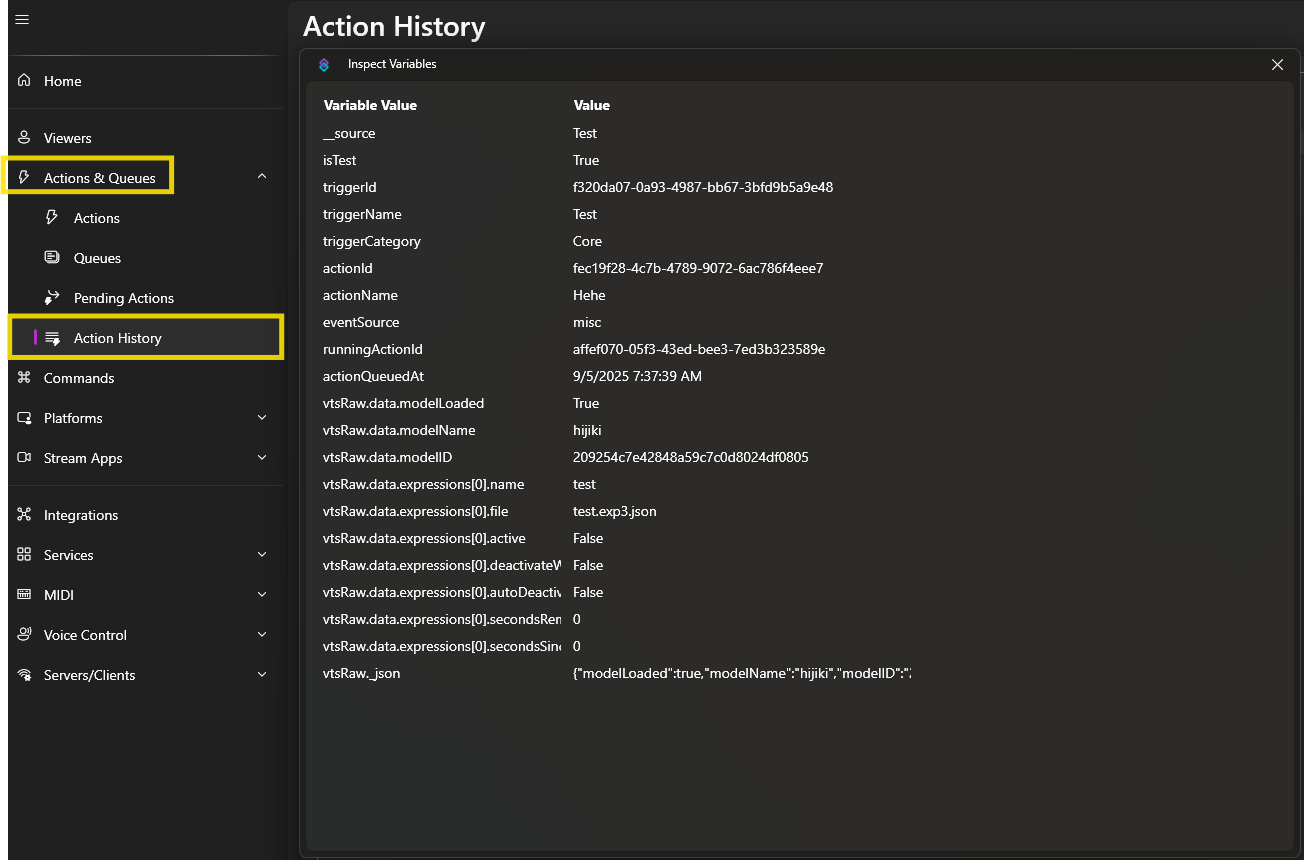 Action History
Inspect Variables
Home
Viewers
Actions & Queues
Actions
Queues
Pending Actions
Action History
Commands
Platforms
Stream Apps
Integrations
Services
MIDI
Voice Control
Servers/Clients
Variable Value Value
__source Test
isTest True
triggerId f320da07-0a93-4987-bb67-3bfd9b5a9e48
triggerName Test
triggerCategory Core
actionId fec19f28-4c7b-4789-9072-6ac786f4eee7
actionName Hehe
eventSource misc
runningActionId affef070-05f3-43ed-bee3-7ed3b323589e
actionQueuedAt 9/5/2025 7:37:39 AM
vtsRaw.data.modelLoaded True
vtsRaw.data.modelName hijiki
vtsRaw.data.modelID 209254c7e42848a59c7c0d8024df0805
vtsRaw.data.expressions[0].name test
vtsRaw.data.expressions[0].file test.exp3.json
vtsRaw.data.expressions[0].active False
vtsRaw.data.expressions[0].deactivateW False
vtsRaw.data.expressions[0].autoDeactiv False
vtsRaw.data.expressions[0].secondsRem 0
vtsRaw.data.expressions[0].secondsSinc 0
vtsRaw._json {"modelLoaded":true,"modelName":"hijiki","modelID":"2